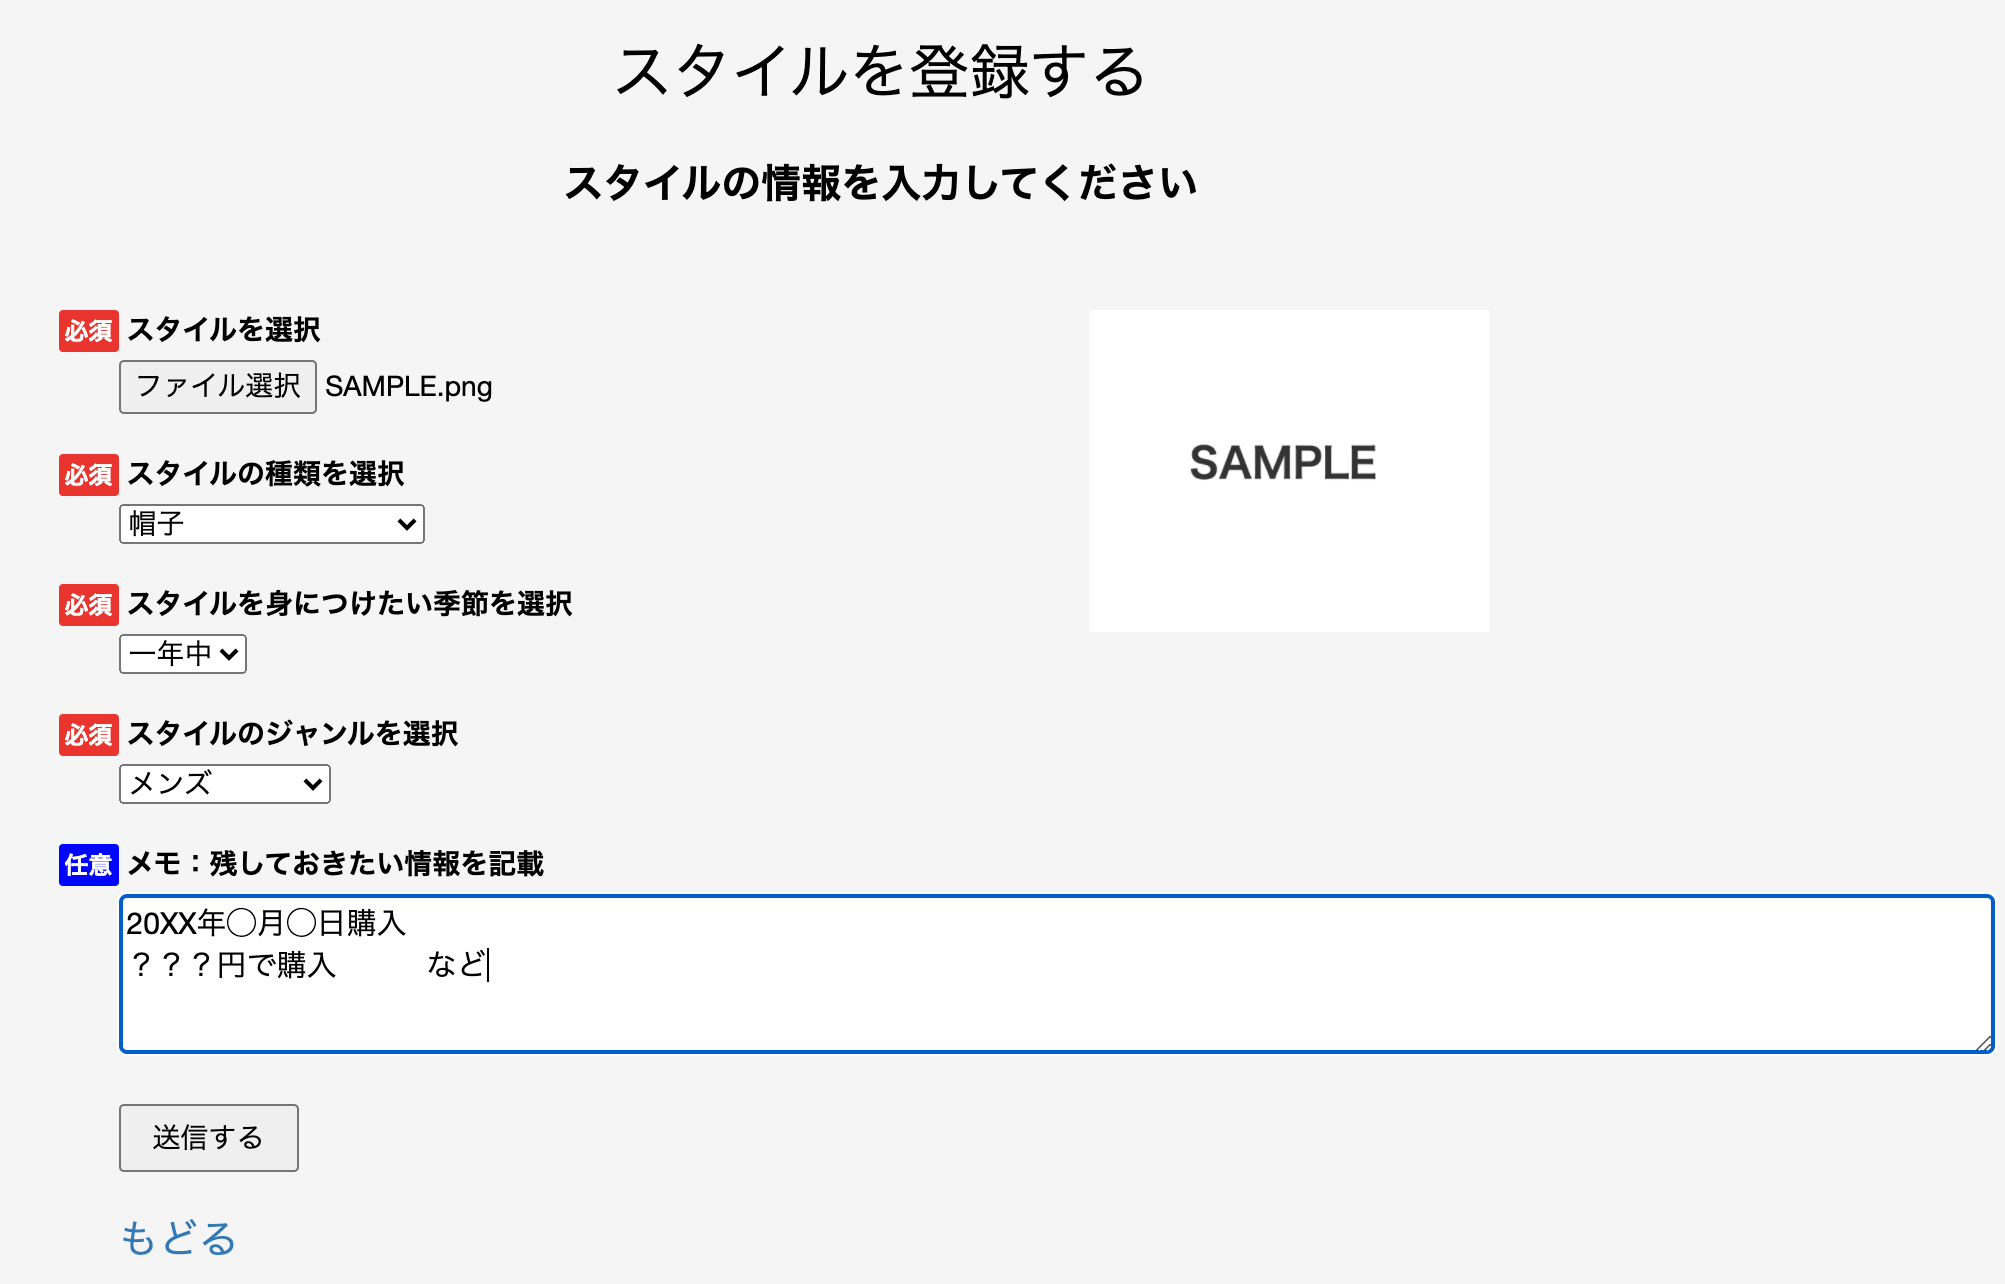 スタイルを登録する
スタイルの情報を入力してください
必須 スタイルを選択
ファイル選択 SAMPLE.png
SAMPLE
必須 スタイルの種類を選択
帽子
必須 スタイルを身につけたい季節を選択
一年中
必須 スタイルのジャンルを選択
メンズ
任意 メモ：残しておきたい情報を記載
20XX年◯月◯日購入
？？？円で購入　　　など
送信する
もどる